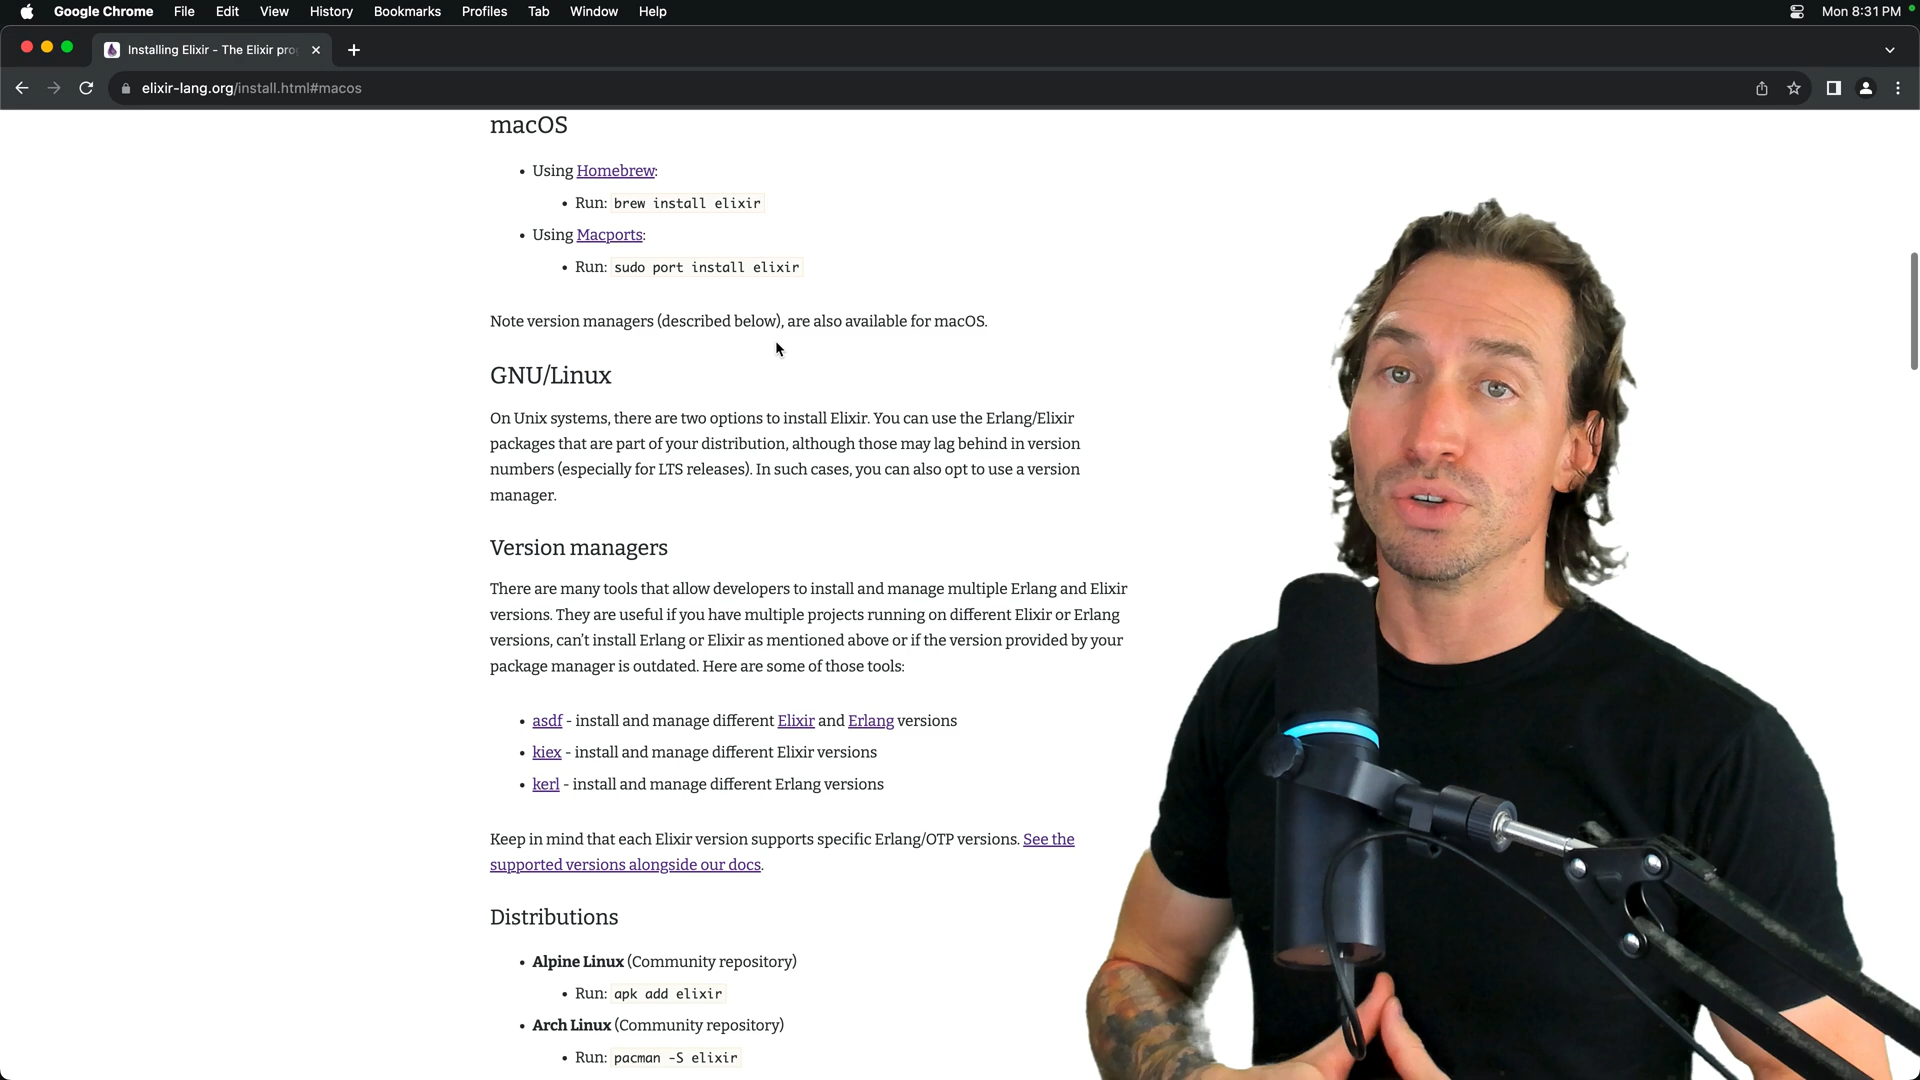 Google Chrome File Edit View History Bookmarks Profiles Tab Window Help Mon 8:31 PM
Installing Elixir - The Elixir pro
elixir-lang.org/install.html#macos
macOS
• Using Homebrew:
• Run: brew install elixir
• Using Macports:
• Run: sudo port install elixir
Note version managers (described below), are also available for macOS.
GNU/Linux
On Unix systems, there are two options to install Elixir. You can use the Erlang/Elixir
packages that are part of your distribution, although those may lag behind in version
numbers (especially for LTS releases). In such cases, you can also opt to use a version
manager.
Version managers
There are many tools that allow developers to install and manage multiple Erlang and Elixir
versions. They are useful if you have multiple projects running on different Elixir or Erlang
versions, can't install Erlang or Elixir as mentioned above or if the version provided by your
package manager is outdated. Here are some of those tools:
• asdf - install and manage different Elixir and Erlang versions
• kiex - install and manage different Elixir versions
• kerl - install and manage different Erlang versions
Keep in mind that each Elixir version supports specific Erlang/OTP versions. See the
supported versions alongside our docs.
Distributions
• Alpine Linux (Community repository)
• Run: apk add elixir
• Arch Linux (Community repository)
• Run: pacman -S elixir